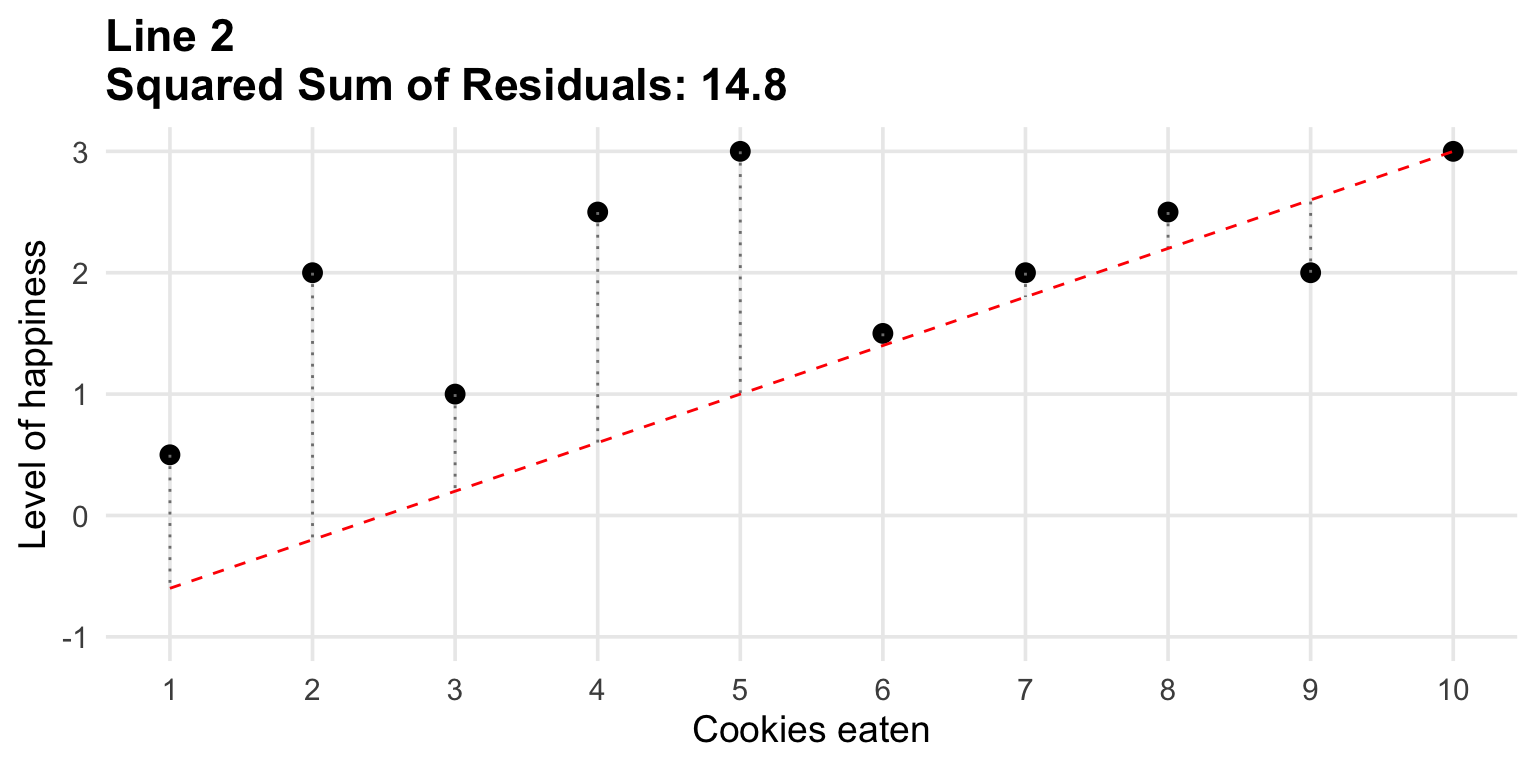 Line 2
Squared Sum of Residuals: 14.8
3
2
1
0
-1
Level of happiness
1 2 3 4 5 6 7 8 9 10
Cookies eaten